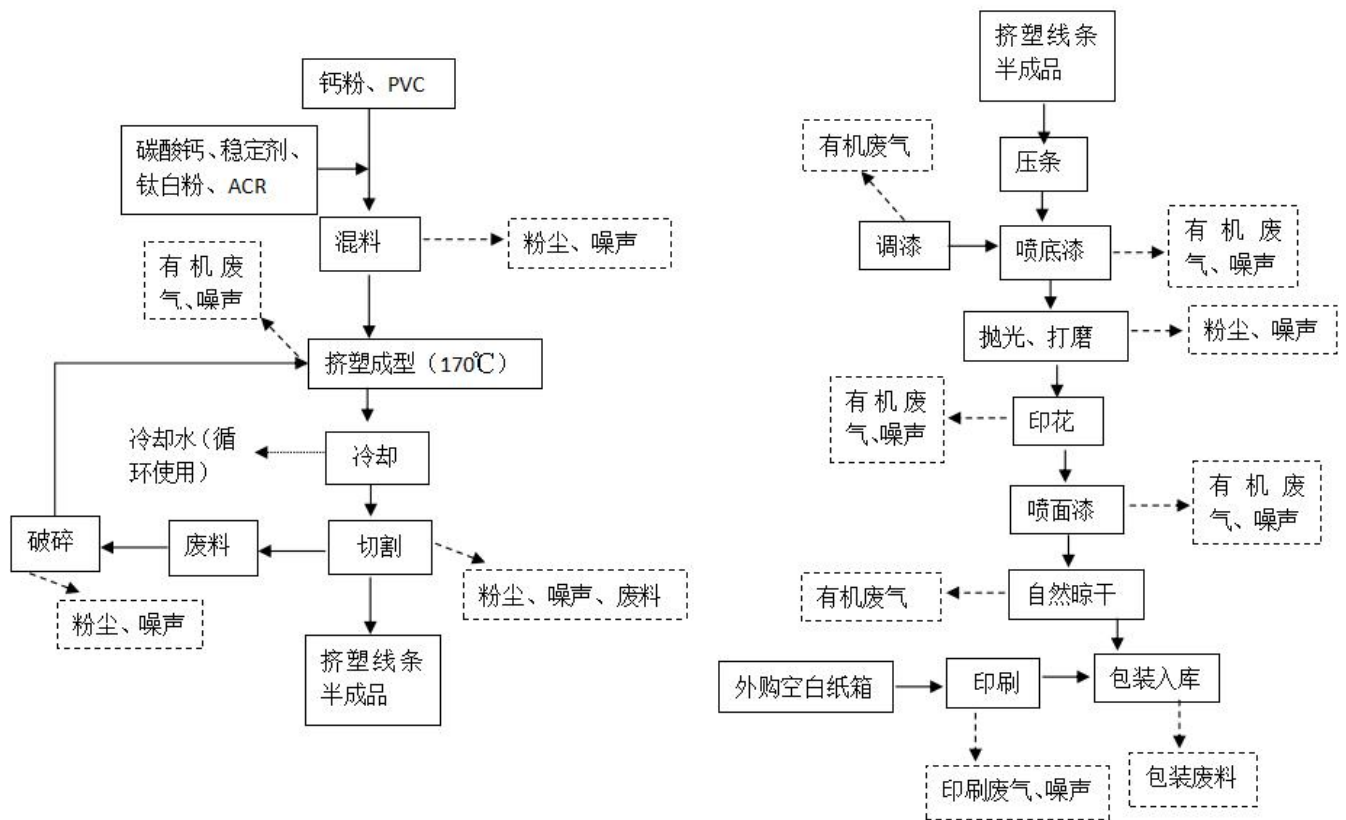 钙粉、PVC
碳酸钙、稳定剂、
钛白粉、ACR
混料
粉尘、噪声
有机废
气、噪声
挤塑成型（170℃）
冷却水（循
环使用）
冷却
破碎
废料
切割
粉尘、噪声
粉尘、噪声、废料
挤塑线条
半成品
挤塑线条
半成品
有机废气
压条
调漆
喷底漆
有机废
气、噪声
抛光、打磨
粉尘、噪声
有机废
气、噪声
印花
喷面漆
有机废
气、噪声
有机废气
自然晾干
外购空白纸箱
印刷
包装入库
印刷废气、噪声
包装废料